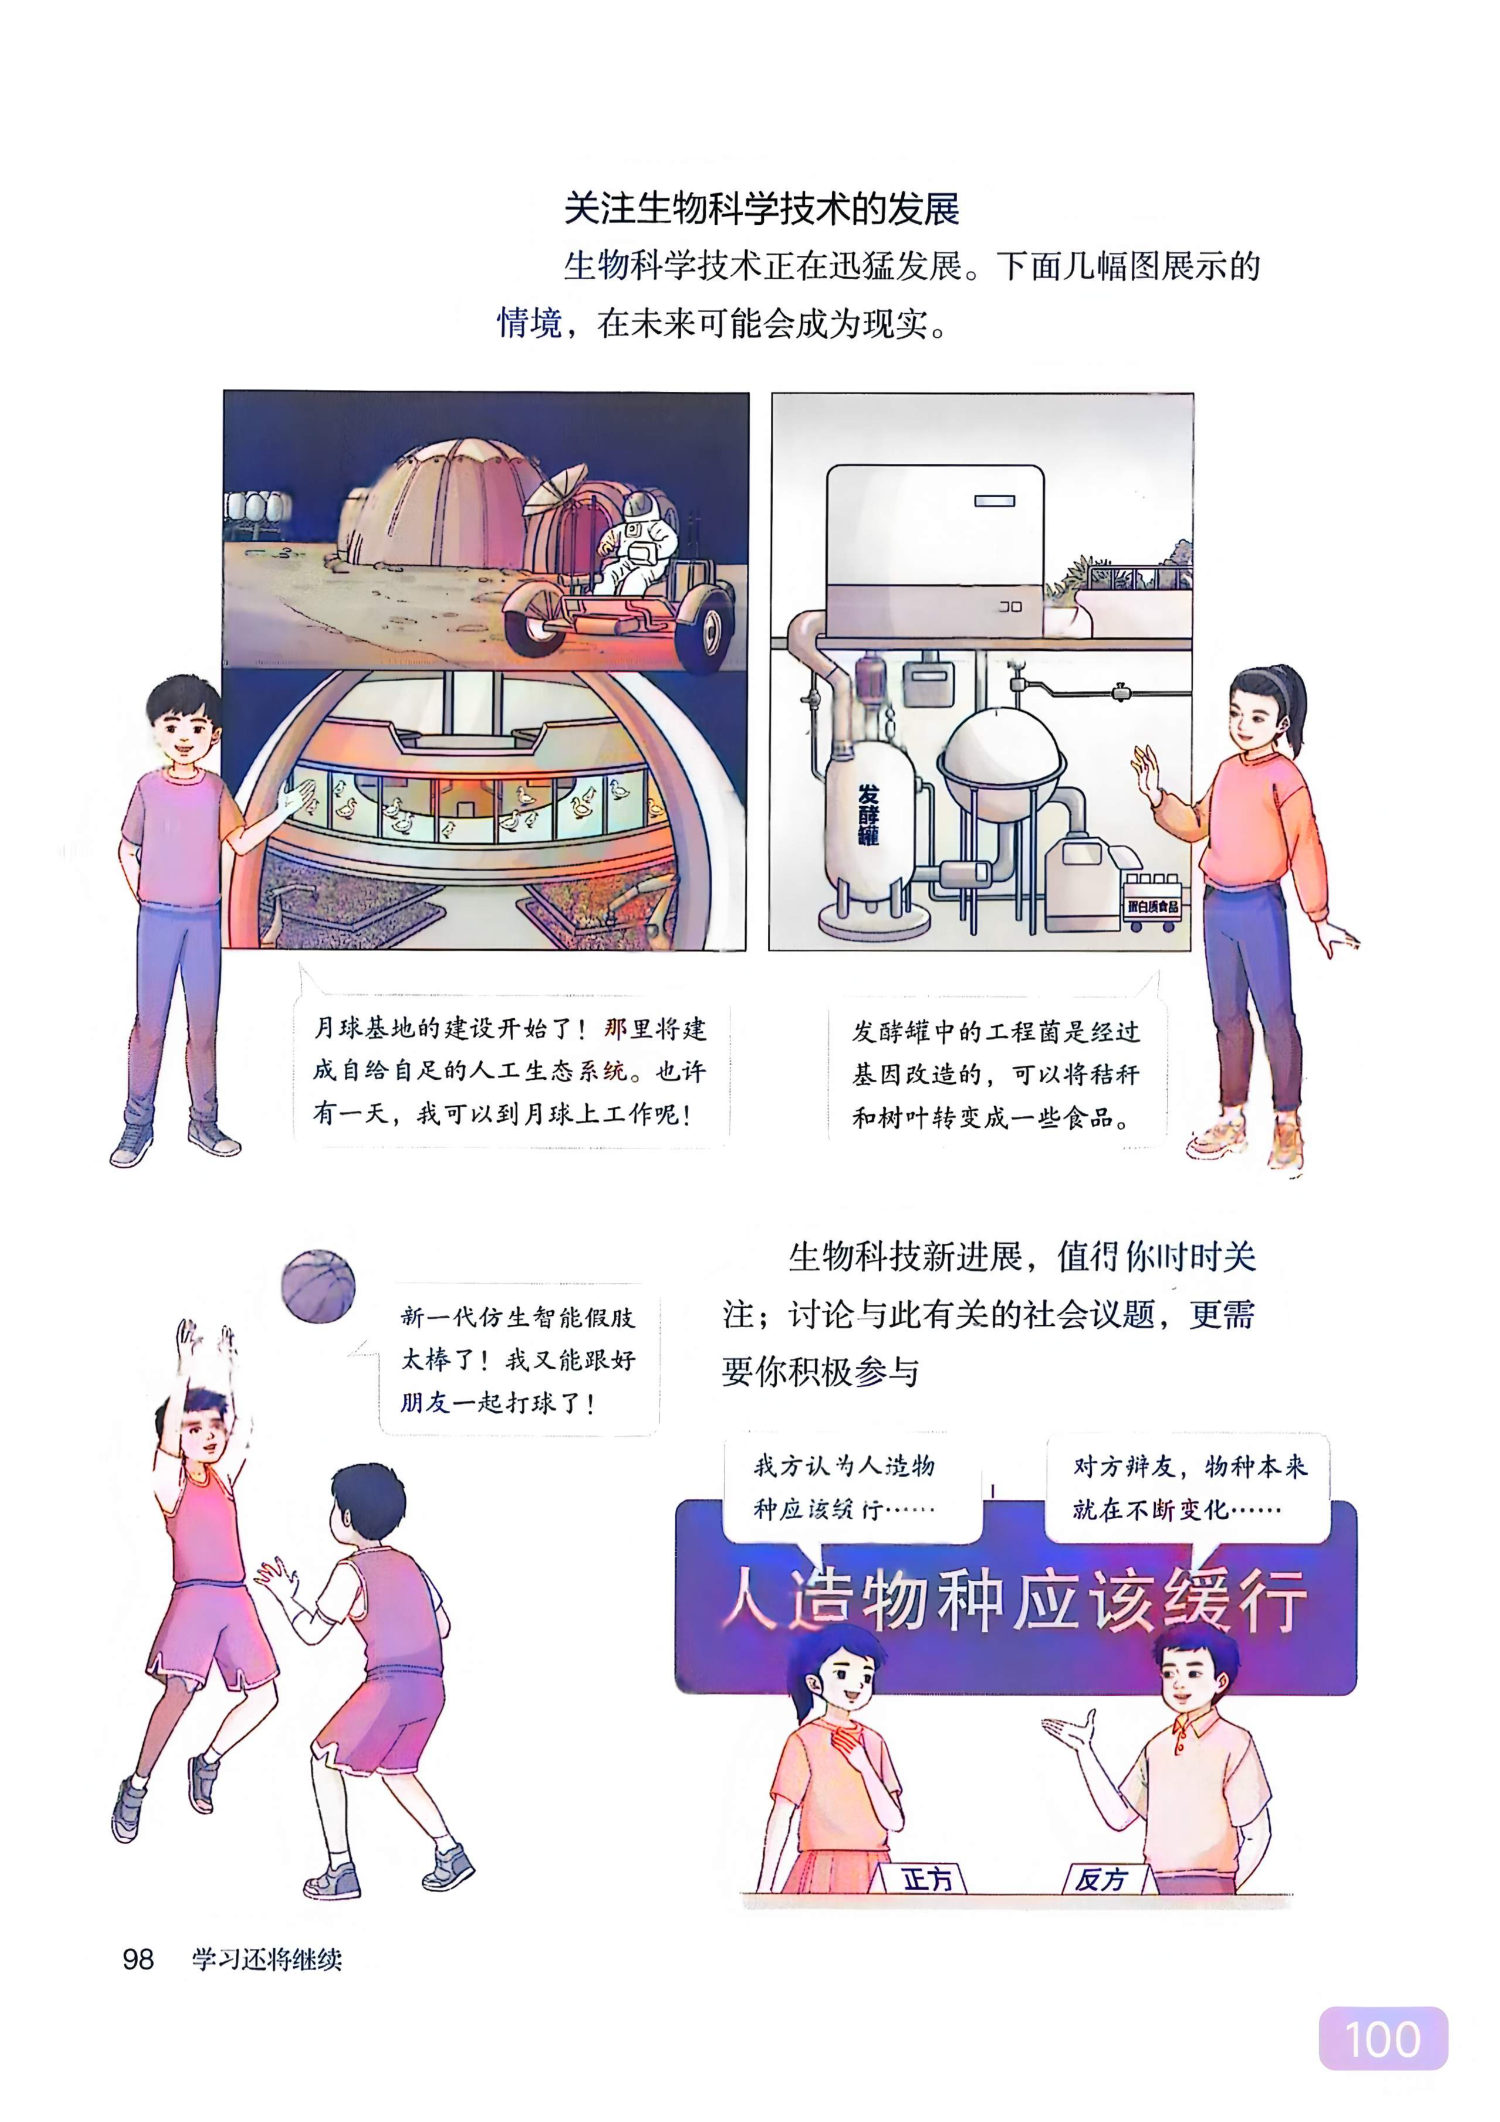 关注生物科学技术的发展
生物科学技术正在迅猛发展。下面几幅图展示的
情境，在未来可能会成为现实。
发酵罐
蛋白质食品
月球基地的建设开始了！那里将建
成自给自足的人工生态系统。也许
有一天，我可以到月球上工作呢！
发酵罐中的工程菌是经过
基因改造的，可以将秸秆
和树叶转变成一些食品。
新一代仿生智能假肢
太棒了！我又能跟好
朋友一起打球了！
生物科技新进展，值得你时时关
注；讨论与此有关的社会议题，更需
要你积极参与
我方认为人造物
种应该缓行……
对方辩友，物种本来
就在不断变化……
人造物种应该缓行
正方
反方
98 学习还将继续
100